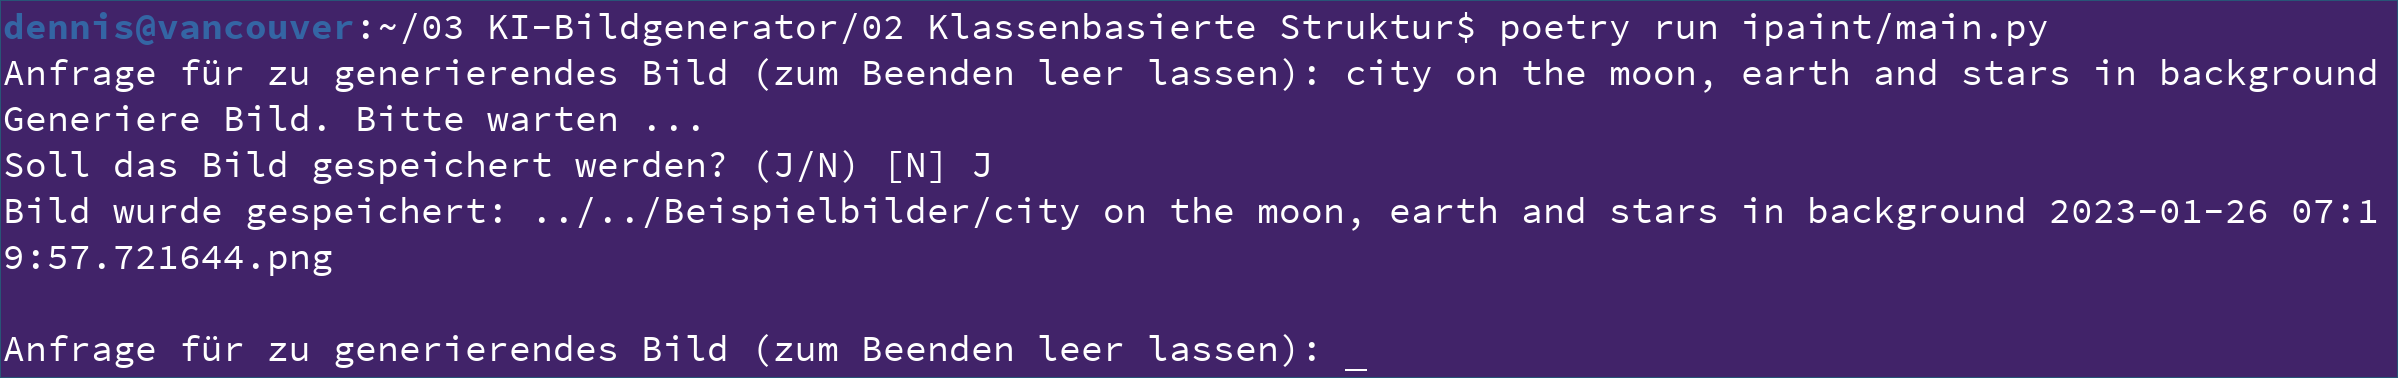 dennis@vancouver:~/03 KI-Bildgenerator/02 Klassenbasierte Struktur$ poetry run ipaint/main.py
Anfrage für zu generierendes Bild (zum Beenden leer lassen): city on the moon, earth and stars in background
Generiere Bild. Bitte warten ...
Soll das Bild gespeichert werden? (J/N) [N] J
Bild wurde gespeichert: ../../Beispielbilder/city on the moon, earth and stars in background 2023-01-26 07:1
9:57.721644.png
Anfrage für zu generierendes Bild (zum Beenden leer lassen): _